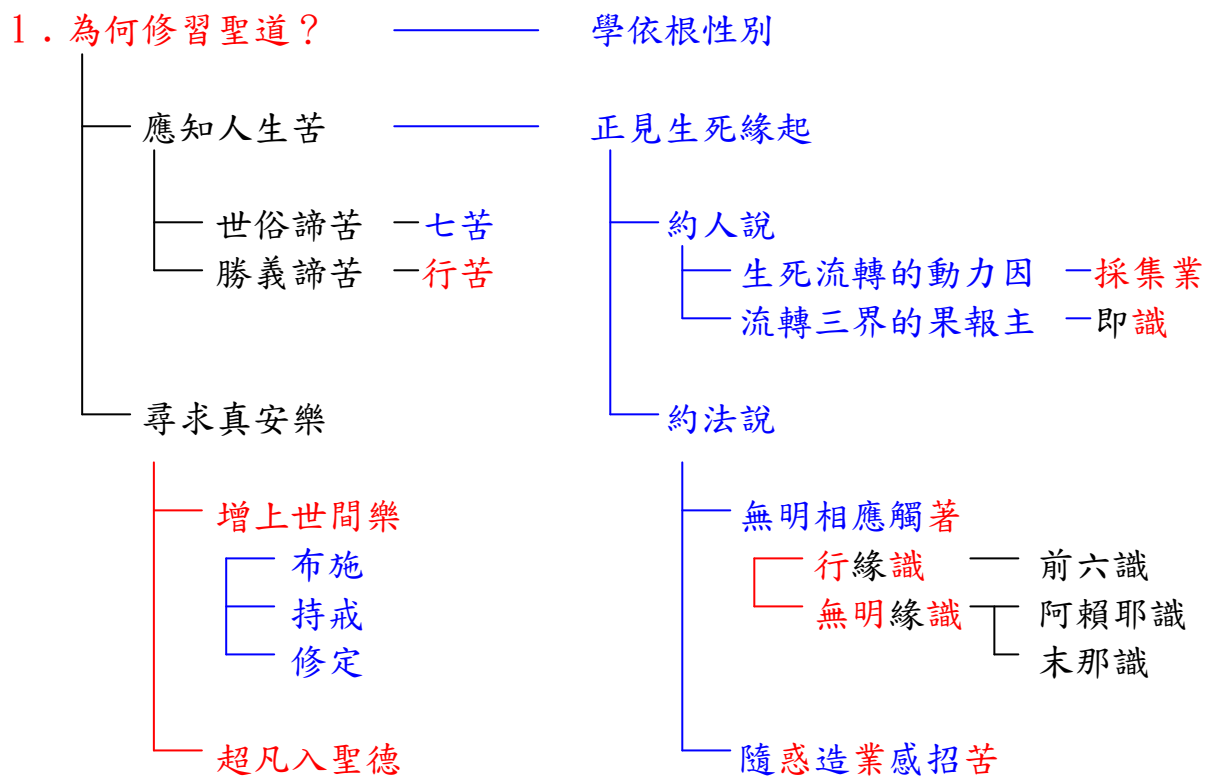 1．為何修習聖道？ 學依根性別
應知人生苦 正見生死緣起
世俗諦苦 七苦 約人說
勝義諦苦 行苦 生死流轉的動力因 採集業
流轉三界的果報主 即識
尋求真安樂 約法說
增上世間樂 無明相應觸著
布施 行緣識 前六識
持戒 無明緣識 阿賴耶識
修定 末那識
超凡入聖德 隨惑造業感招苦